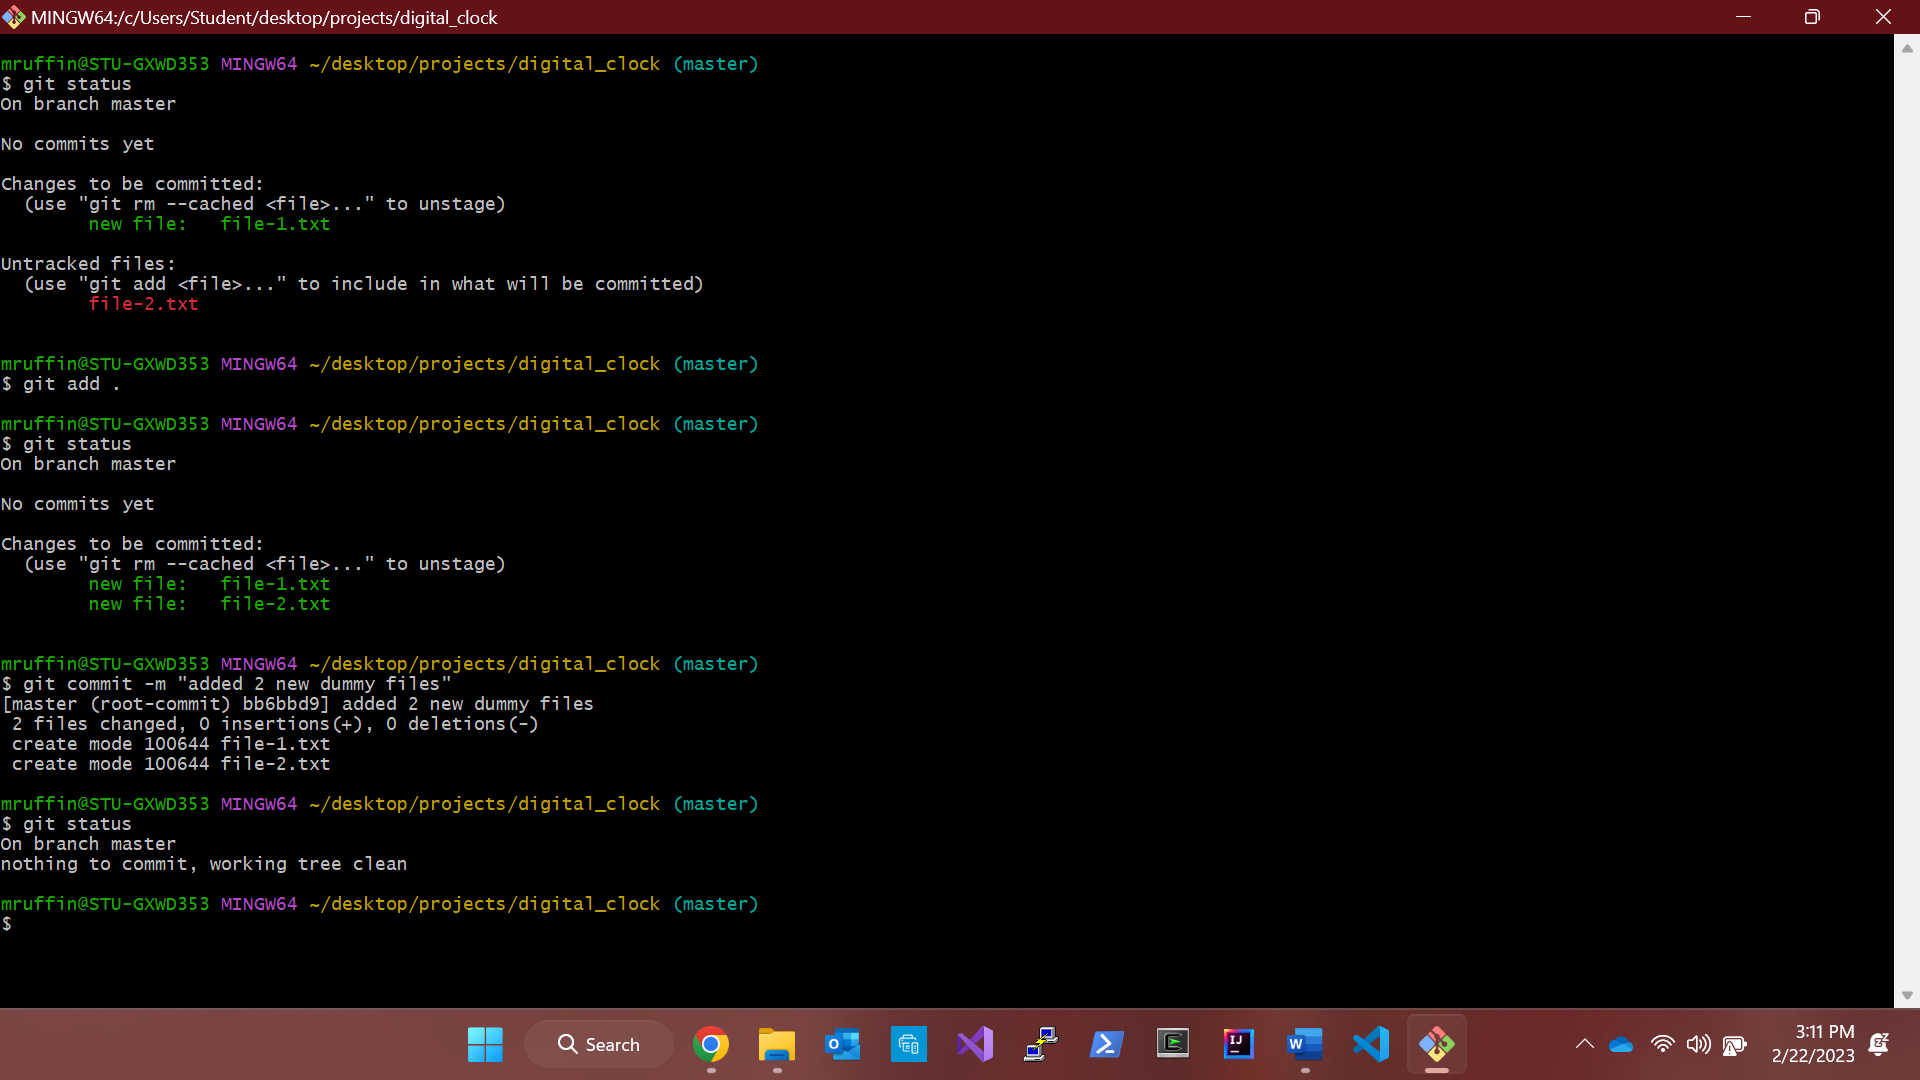 MINGW64:/c/Users/Student/desktop/projects/digital_clock
mruffin@STU-GXWD353 MINGW64 ~/desktop/projects/digital_clock (master)
$ git status
On branch master
No commits yet
Changes to be committed:
  (use "git rm --cached <file>..." to unstage)
        new file:   file-1.txt
Untracked files:
  (use "git add <file>..." to include in what will be committed)
        file-2.txt
mruffin@STU-GXWD353 MINGW64 ~/desktop/projects/digital_clock (master)
$ git add .
mruffin@STU-GXWD353 MINGW64 ~/desktop/projects/digital_clock (master)
$ git status
On branch master
No commits yet
Changes to be committed:
  (use "git rm --cached <file>..." to unstage)
        new file:   file-1.txt
        new file:   file-2.txt
mruffin@STU-GXWD353 MINGW64 ~/desktop/projects/digital_clock (master)
$ git commit -m "added 2 new dummy files"
[master (root-commit) bb6bbd9] added 2 new dummy files
 2 files changed, 0 insertions(+), 0 deletions(-)
 create mode 100644 file-1.txt
 create mode 100644 file-2.txt
mruffin@STU-GXWD353 MINGW64 ~/desktop/projects/digital_clock (master)
$ git status
On branch master
nothing to commit, working tree clean
mruffin@STU-GXWD353 MINGW64 ~/desktop/projects/digital_clock (master)
$
Search
3:11 PM
2/22/2023